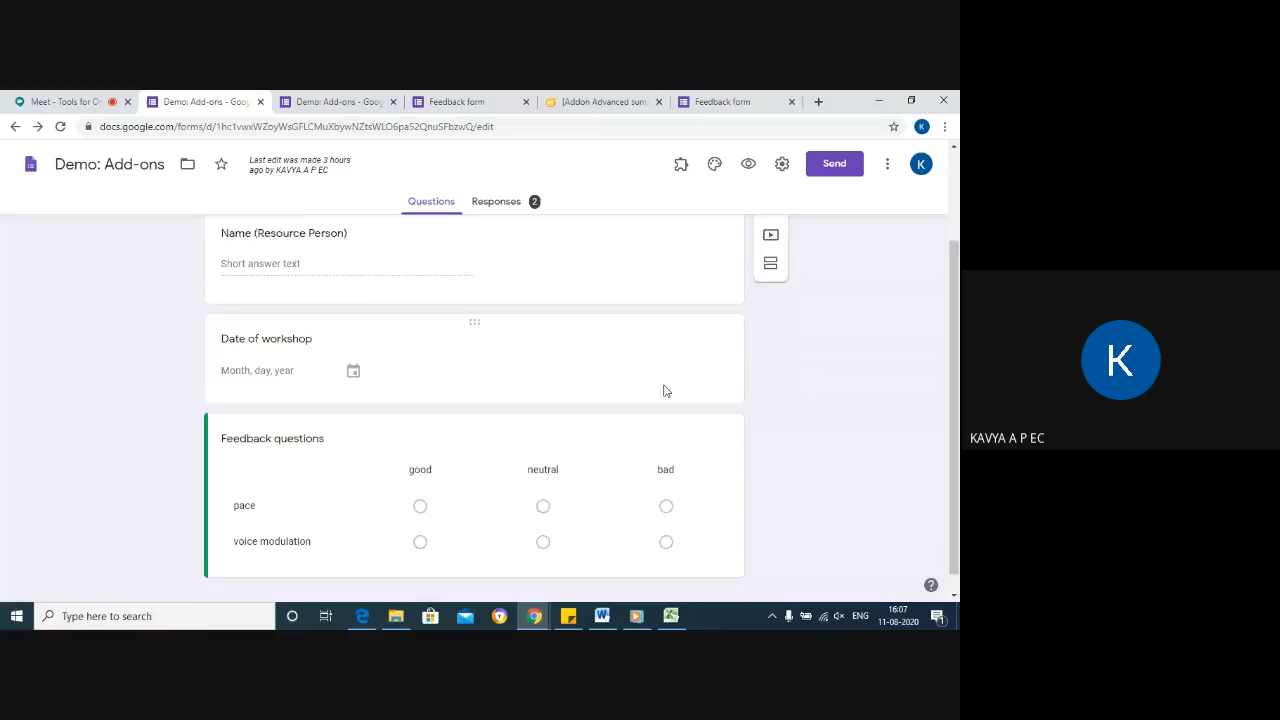 Meet - Tools for O
Demo: Add-ons - Goog
Demo: Add-ons - Goog
Feedback form
[Addon Advanced sum
Feedback form
docs.google.com/forms/d/1hc1vwxWZoyWsGFLCMuXbywNZtsWLO6pa52QnuSFbzwQ/edit
K
Demo: Add-ons
Last edit was made 3 hours
ago by KAVYA A P EC
Send
K
Questions
Responses 2
Name (Resource Person)
Short answer text
Date of workshop
Month, day, year
Feedback questions
good neutral bad
pace
voice modulation
K
KAVYA A P EC
Type here to search
ENG
16:07
11-08-2020
1